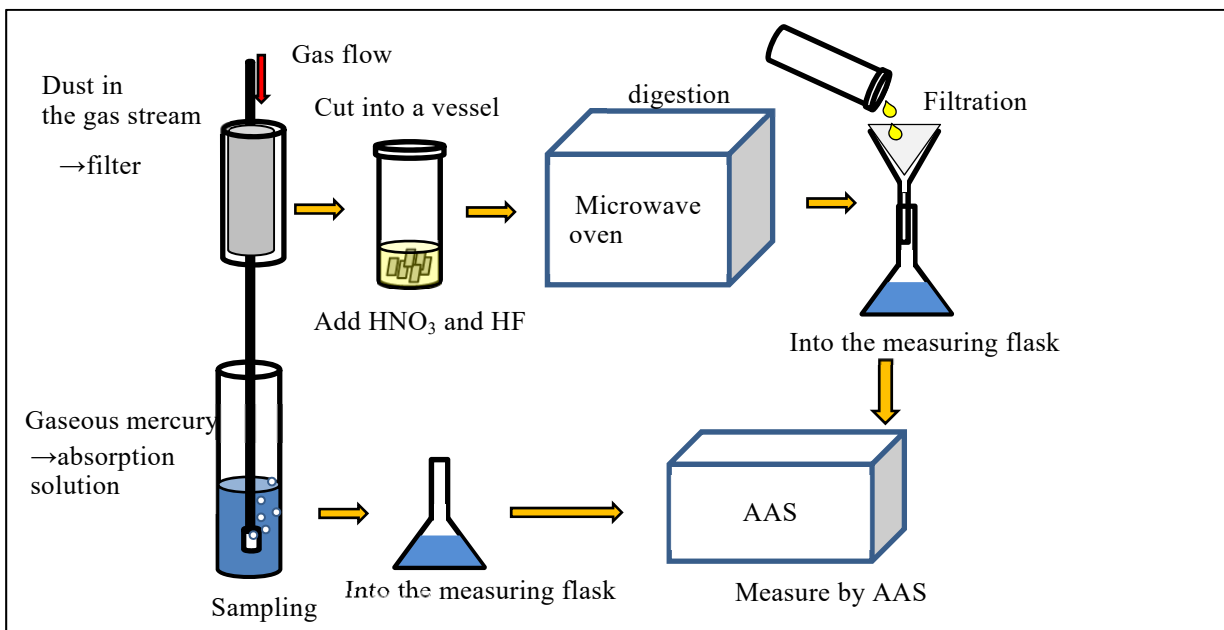 Gas flow
Dust in
the gas stream
→filter
Cut into a vessel
Add HNO₃ and HF
digestion
Microwave
oven
Filtration
Into the measuring flask
Gaseous mercury
→absorption
solution
Sampling
Into the measuring flask
AAS
Measure by AAS